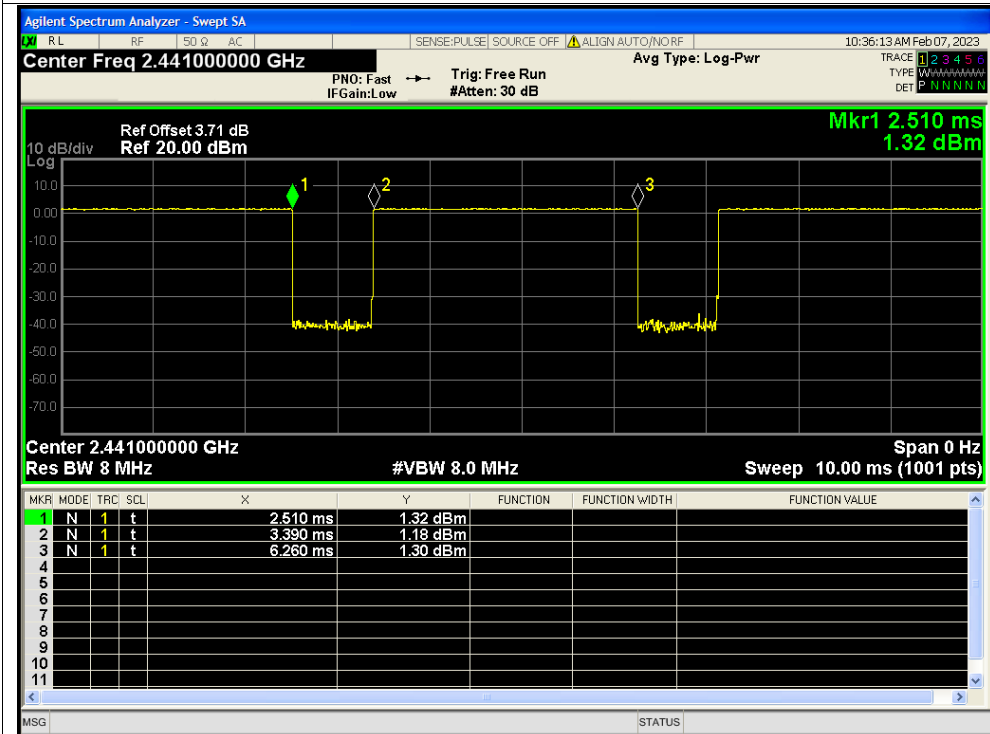 Agilent Spectrum Analyzer - Swept SA
LXI RL RF 50 Ω AC SENSE:PULSE SOURCE OFF ALIGN AUTO/NO RF 10:36:13 AM Feb 07, 2023
Center Freq 2.441000000 GHz
PNO: Fast
IFGain:Low
Trig: Free Run
#Atten: 30 dB
Avg Type: Log-Pwr
TRACE 1 2 3 4 5 6
TYPE WWWWWW
DET P N N N N N
Mkr1 2.510 ms
1.32 dBm
Ref Offset 3.71 dB
10 dB/div Ref 20.00 dBm
Log
10.0
0.00
-10.0
-20.0
-30.0
-40.0
-50.0
-60.0
-70.0
1
2
3
Center 2.441000000 GHz Span 0 Hz
Res BW 8 MHz #VBW 8.0 MHz Sweep 10.00 ms (1001 pts)
MKR MODE TRC SCL X Y FUNCTION FUNCTION WIDTH FUNCTION VALUE
1 N 1 t 2.510 ms 1.32 dBm
2 N 1 t 3.390 ms 1.18 dBm
3 N 1 t 6.260 ms 1.30 dBm
4
5
6
7
8
9
10
11
MSG STATUS